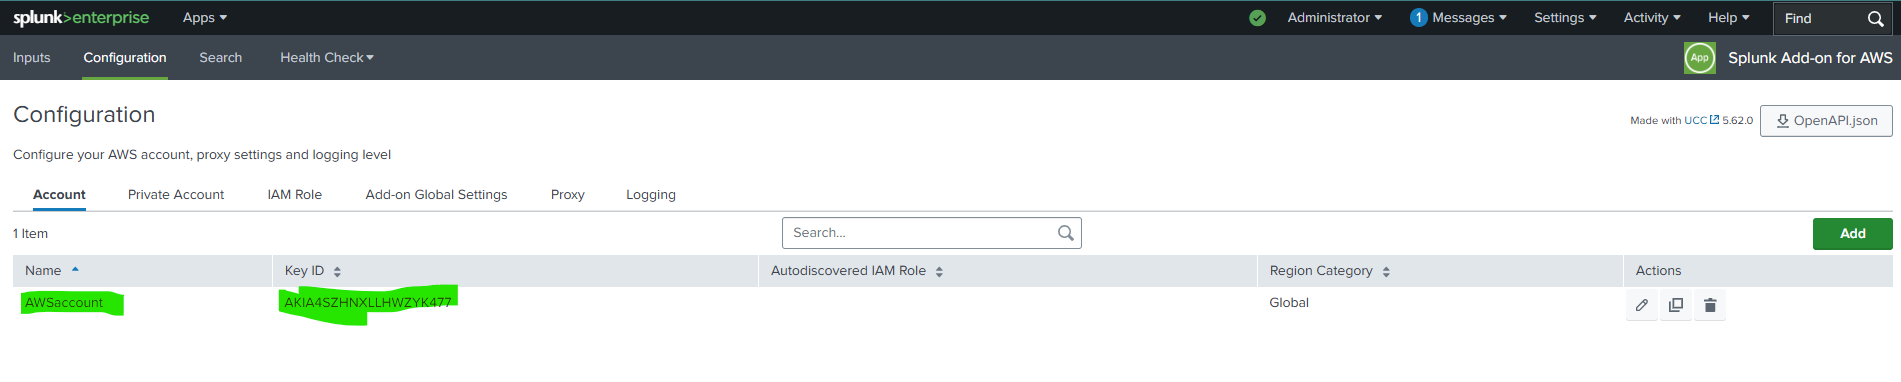 splunk>enterprise Apps Administrator 1 Messages Settings Activity Help Find
Inputs Configuration Search Health Check App Splunk Add-on for AWS
Configuration
Made with UCC 5.62.0 OpenAPI.json
Configure your AWS account, proxy settings and logging level
Account Private Account IAM Role Add-on Global Settings Proxy Logging
1 Item Search... Add
Name Key ID Autodiscovered IAM Role Region Category Actions
AWSaccount AKIA4SZHNXLLHWZYK477 Global